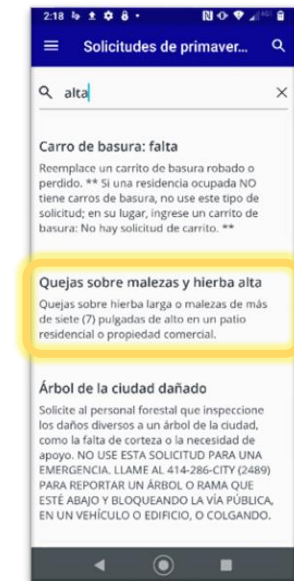 2:18
Solicitudes de primaver...
alta
Carro de basura: falta
Reemplace un carrito de basura robado o
perdido. ** Si una residencia ocupada NO
tiene carros de basura, no use este tipo de
solicitud; en su lugar, ingrese un carrito de
basura: No hay solicitud de carrito. **
Quejas sobre malezas y hierba alta
Quejas sobre hierba larga o malezas de más
de siete (7) pulgadas de alto en un patio
residencial o propiedad comercial.
Árbol de la ciudad dañado
Solicite al personal forestal que inspeccione
los daños diversos a un árbol de la ciudad,
como la falta de corteza o la necesidad de
apoyo. NO USE ESTA SOLICITUD PARA UNA
EMERGENCIA. LLAME AL 414-286-CITY (2489)
PARA REPORTAR UN ÁRBOL O RAMA QUE
ESTÉ ABAJO Y BLOQUEANDO LA VÍA PÚBLICA,
EN UN VEHÍCULO O EDIFICIO, O COLGANDO.